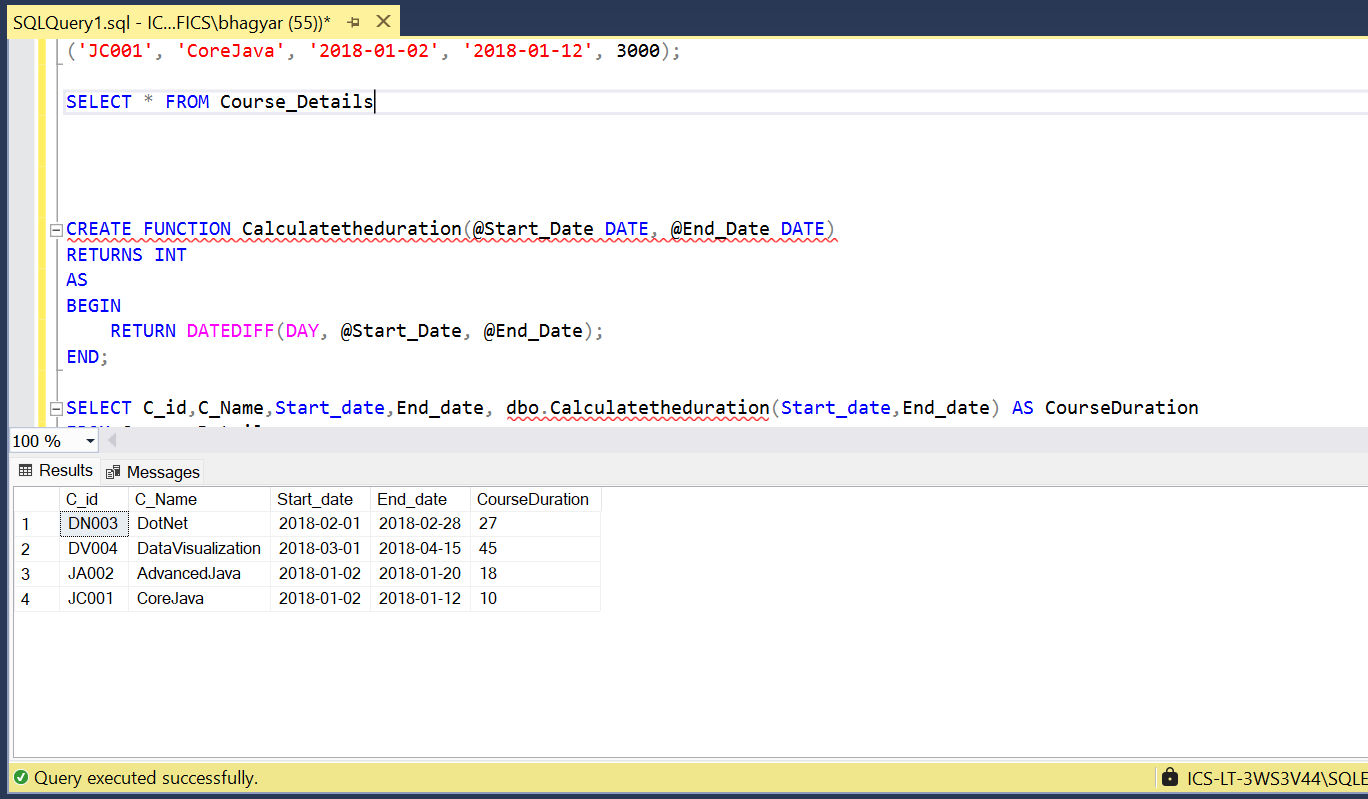 SQLQuery1.sql - IC...FICS\bhagyar (55))*
('JC001', 'CoreJava', '2018-01-02', '2018-01-12', 3000);
SELECT * FROM Course_Details
CREATE FUNCTION Calculatetheduration(@Start_Date DATE, @End_Date DATE)
RETURNS INT
AS
BEGIN
RETURN DATEDIFF(DAY, @Start_Date, @End_Date);
END;
SELECT C_id,C_Name,Start_date,End_date, dbo.Calculatetheduration(Start_date,End_date) AS CourseDuration
100 %
Results Messages
C_id C_Name Start_date End_date CourseDuration
1 DN003 DotNet 2018-02-01 2018-02-28 27
2 DV004 DataVisualization 2018-03-01 2018-04-15 45
3 JA002 AdvancedJava 2018-01-02 2018-01-20 18
4 JC001 CoreJava 2018-01-02 2018-01-12 10
Query executed successfully. ICS-LT-3WS3V44\SQLE